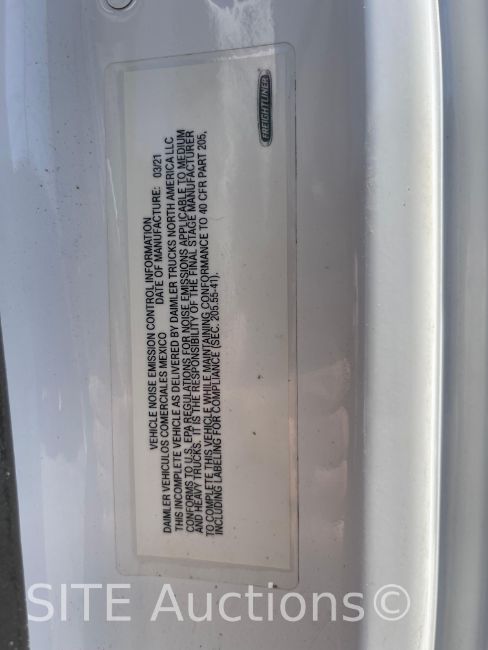 VEHICLE NOISE EMISSION CONTROL INFORMATION
DAIMLER VEHICULOS COMERCIALES MEXICO DATE OF MANUFACTURE: 03/21
THIS INCOMPLETE VEHICLE AS DELIVERED BY DAIMLER TRUCKS NORTH AMERICA LLC
CONFORMS TO U.S. EPA REGULATIONS FOR NOISE EMISSIONS APPLICABLE TO MEDIUM
AND HEAVY TRUCKS. IT IS THE RESPONSIBILITY OF THE FINAL STAGE MANUFACTURER
TO COMPLETE THIS VEHICLE WHILE MAINTAINING CONFORMANCE TO 40 CFR PART 205,
INCLUDING LABELING FOR COMPLIANCE (SEC. 205.55-41).
FREIGHTLINER
SITE Auctions©